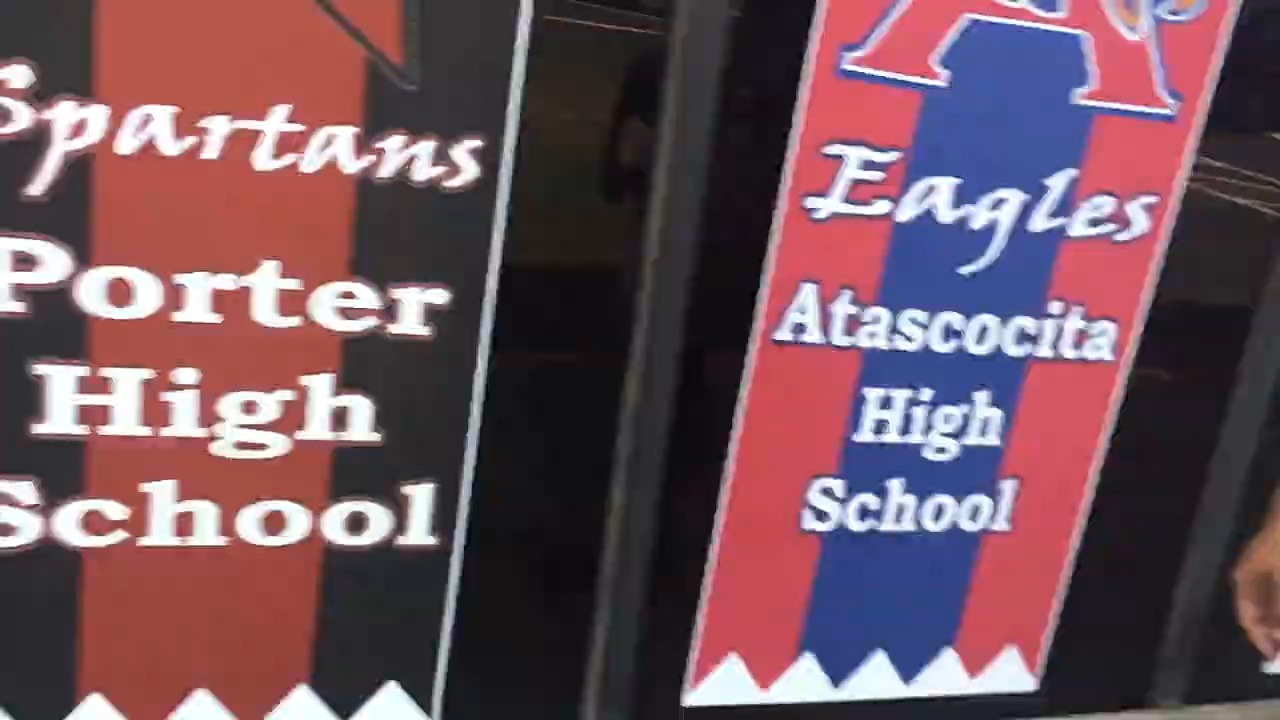 Spartans
Porter
High
School
A
Eagles
Atascocita
High
School